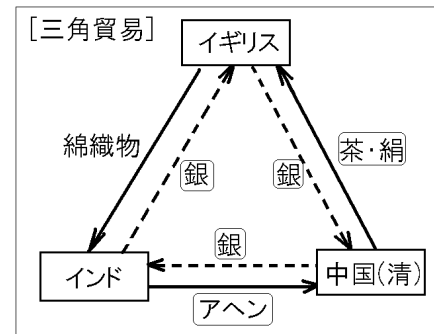 [三角貿易]
イギリス
綿織物
銀
銀
茶・絹
銀
インド
中国(清)
アヘン